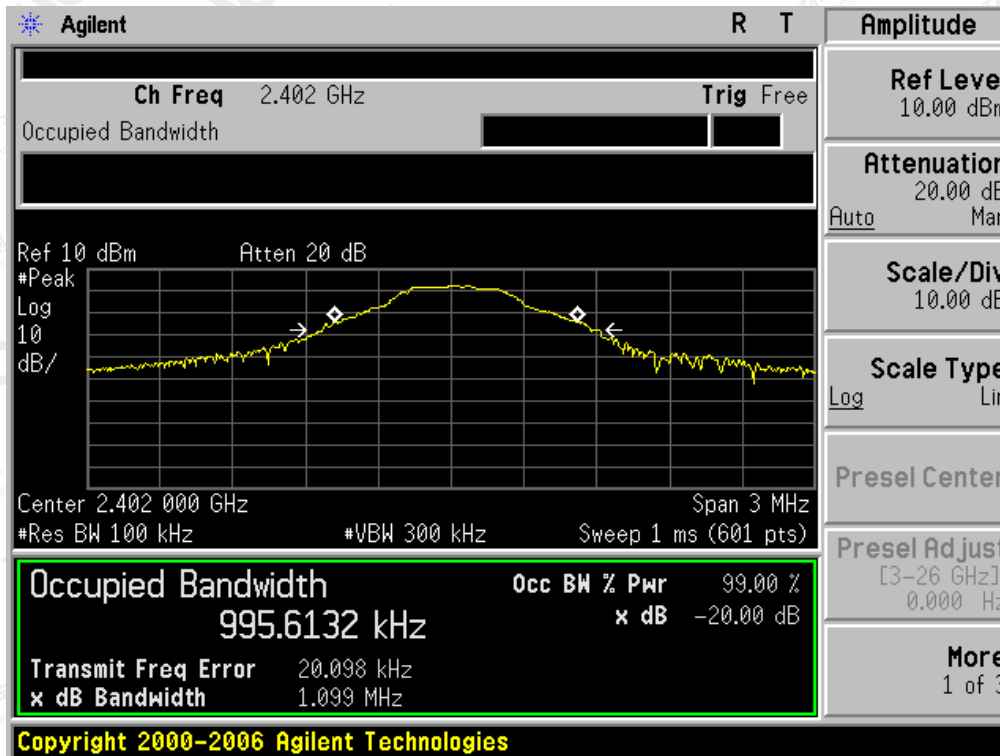 Agilent R T
Ch Freq 2.402 GHz Trig Free
Occupied Bandwidth
Ref 10 dBm Atten 20 dB
#Peak
Log
10
dB/
Center 2.402 000 GHz Span 3 MHz
#Res BW 100 kHz #VBW 300 kHz Sweep 1 ms (601 pts)
Occupied Bandwidth
995.6132 kHz
Occ BW % Pwr 99.00 %
x dB -20.00 dB
Transmit Freq Error 20.098 kHz
x dB Bandwidth 1.099 MHz
Copyright 2000-2006 Agilent Technologies
Amplitude
Ref Leve
10.00 dBm
Attenuation
20.00 dB
Auto Man
Scale/Div
10.00 dB
Scale Type
Log Lin
Presel Center
Presel Adjust
[3-26 GHz]
0.000 Hz
More
1 of 3